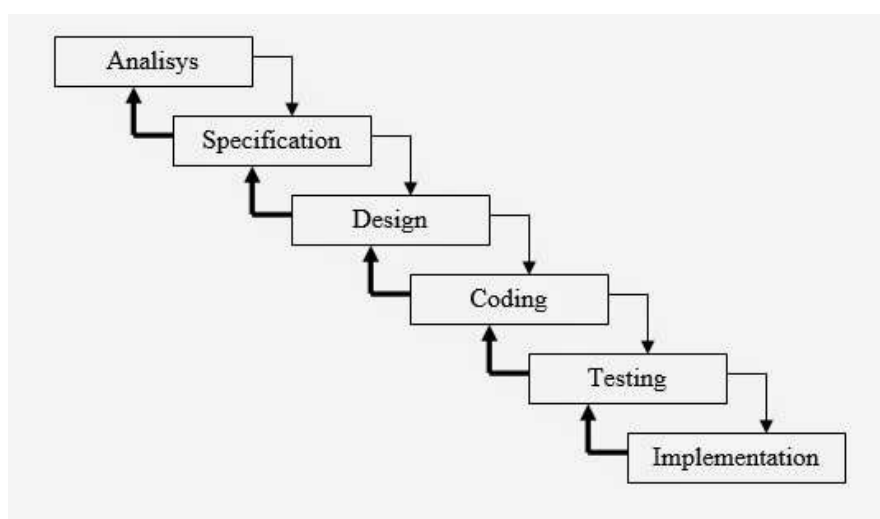 Analisys
Specification
Design
Coding
Testing
Implementation